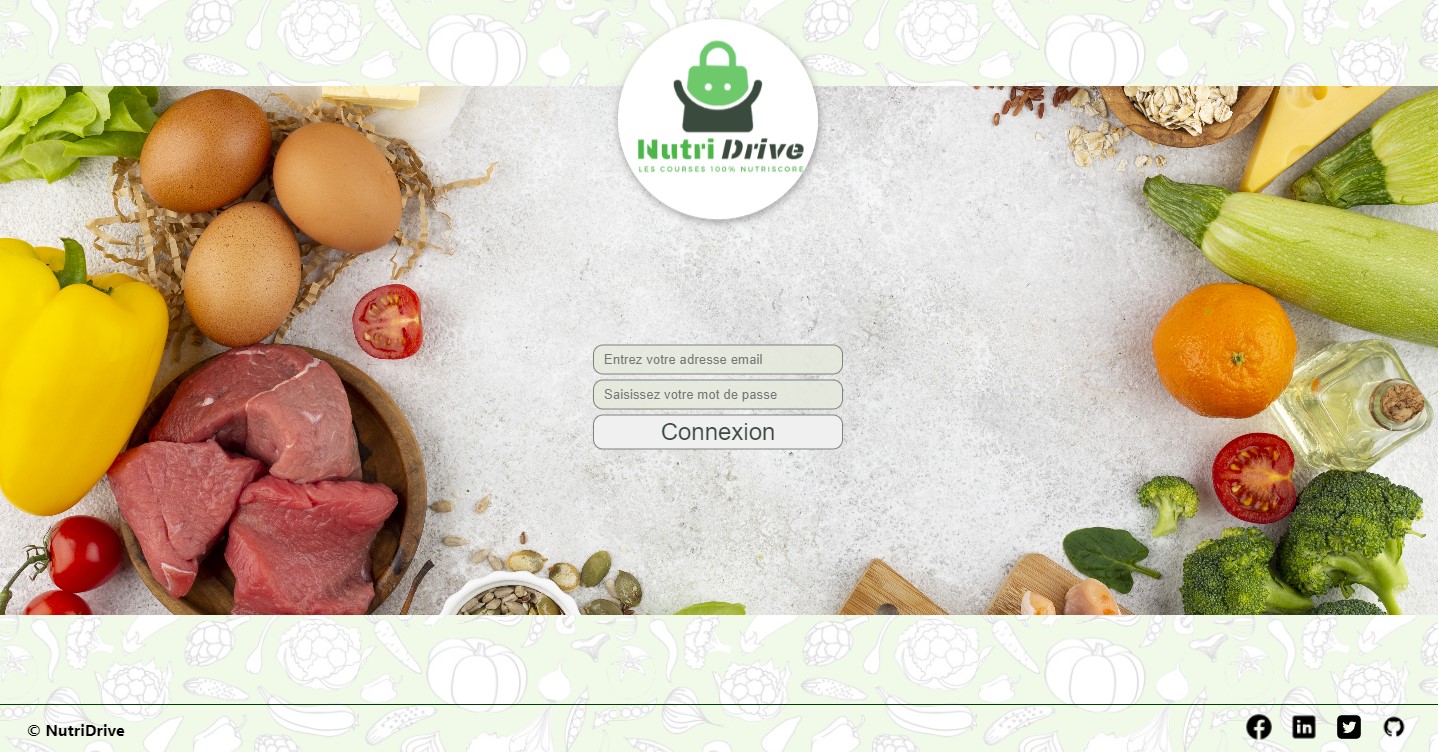 Nutri Drive
LES COURSES 100% NUTRISCORE
Entrez votre adresse email
Saisissez votre mot de passe
Connexion
© NutriDrive